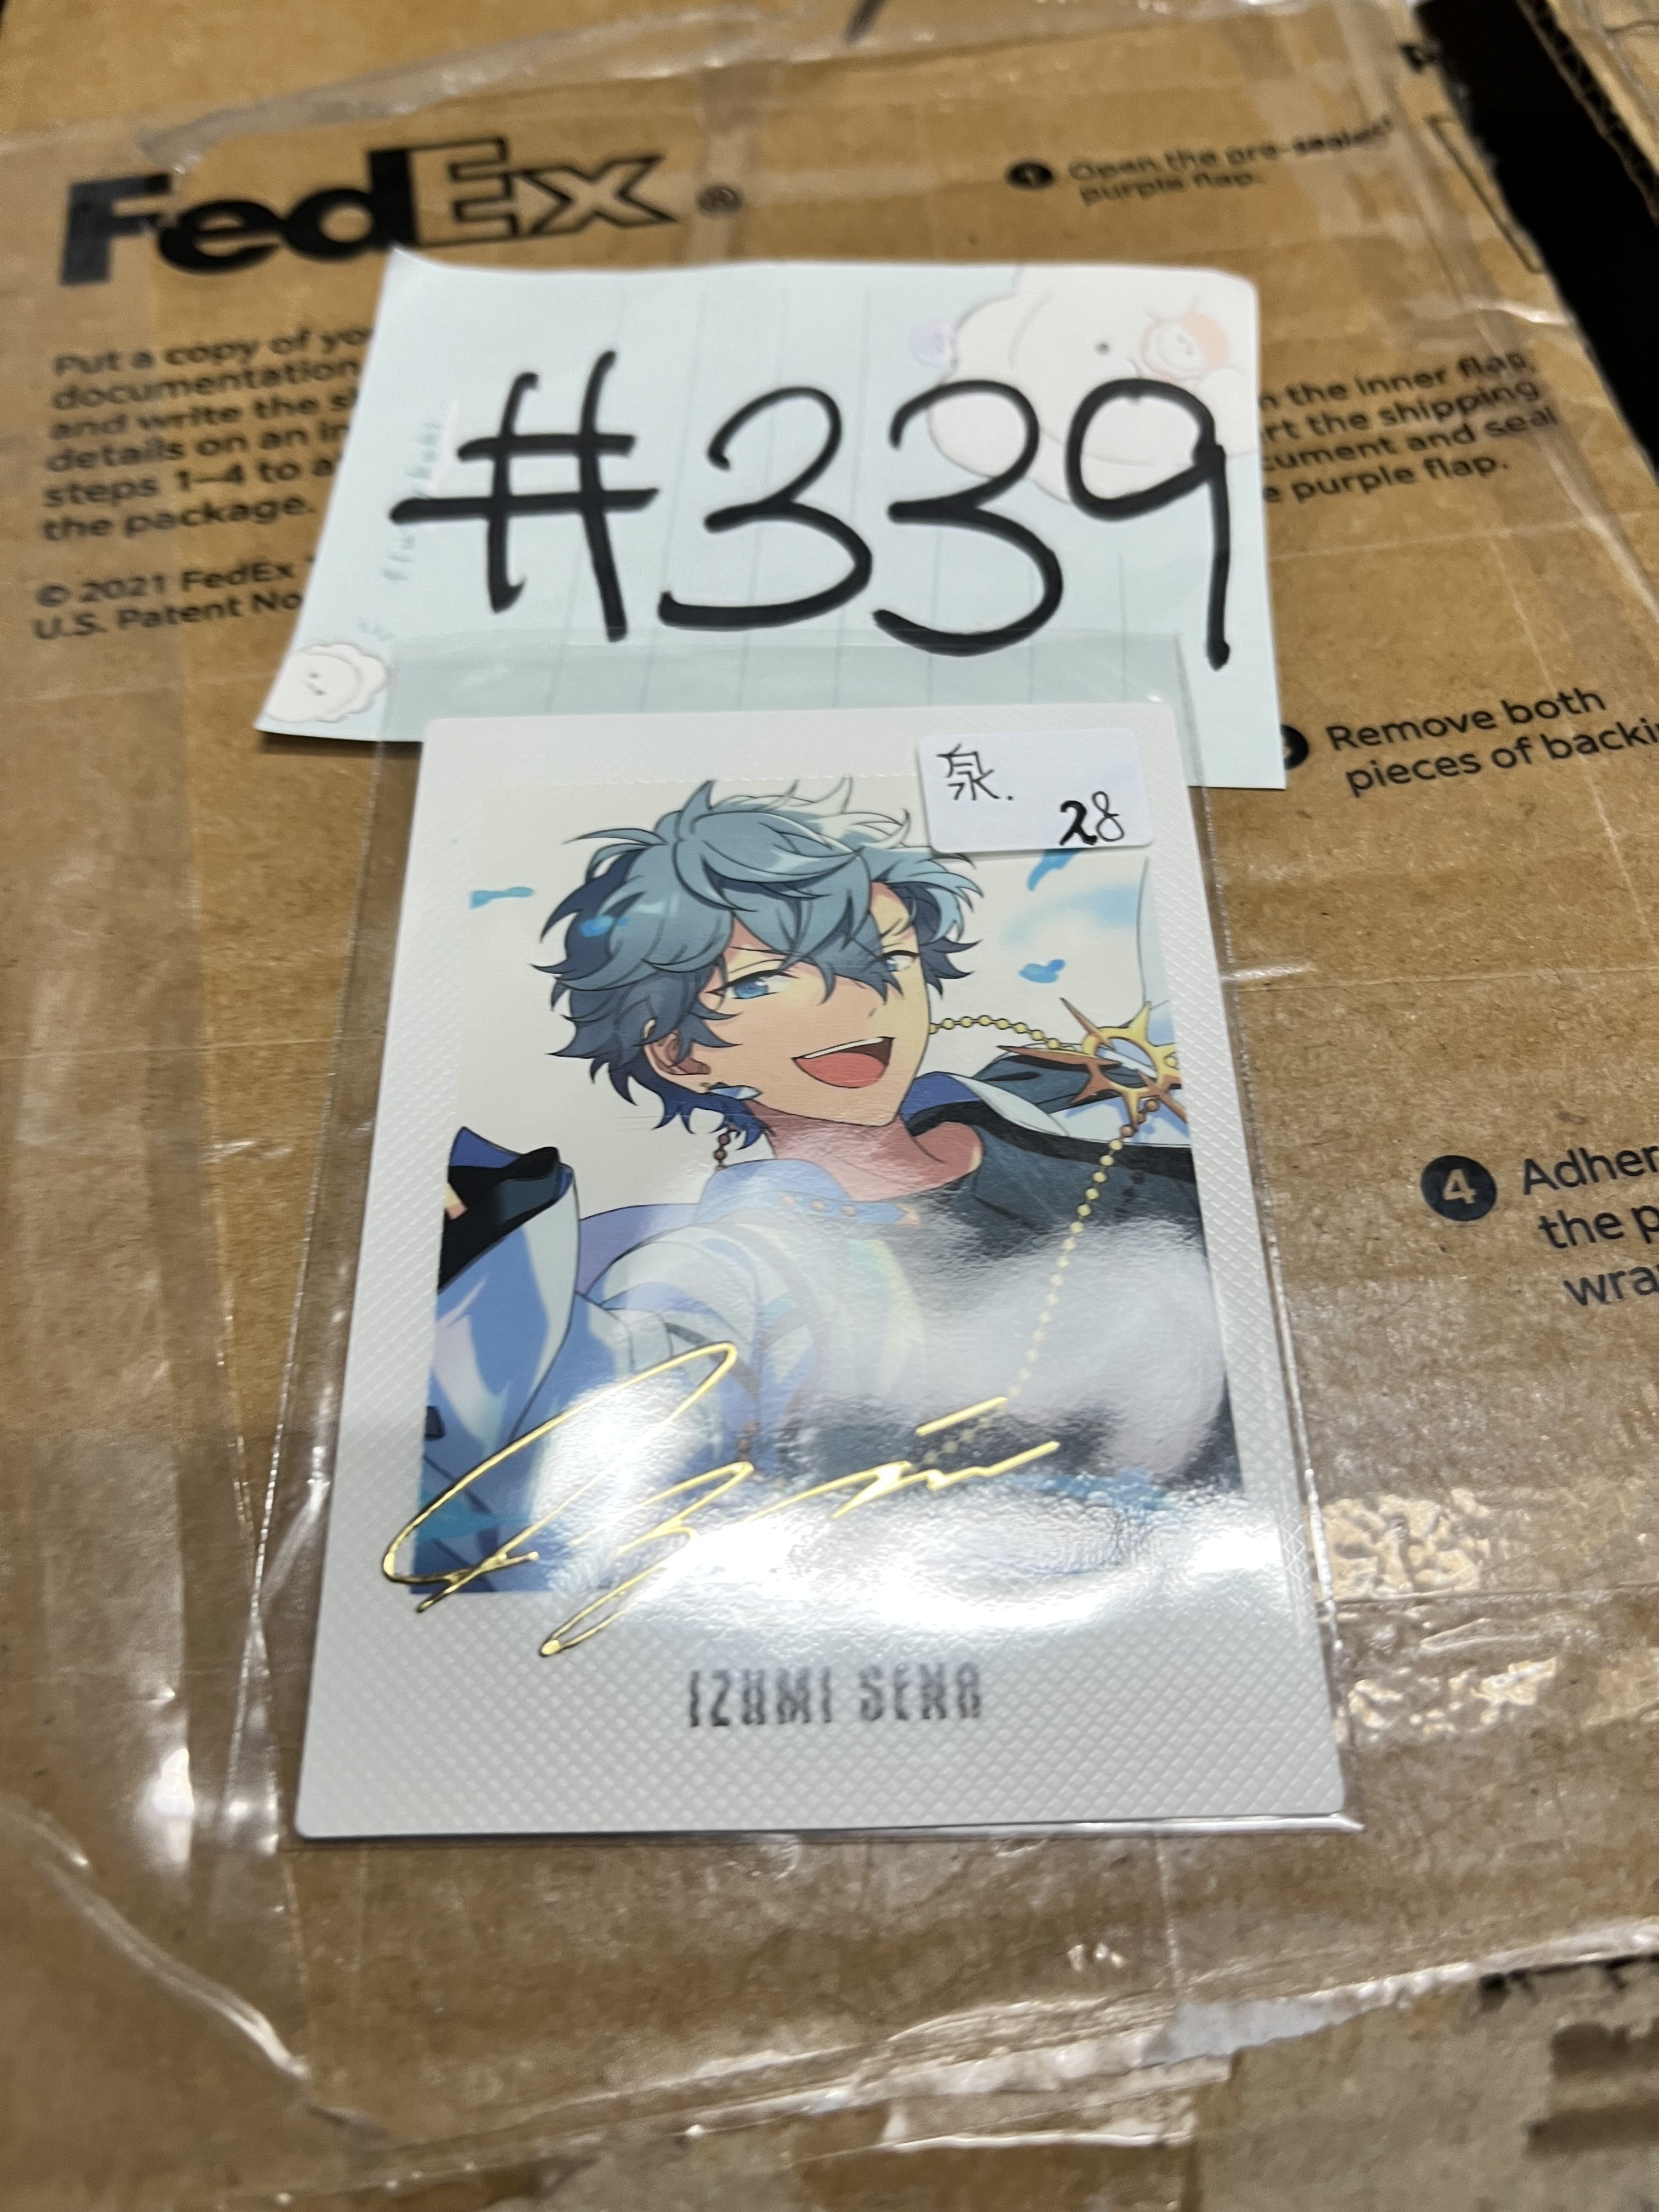 FedEx®
1 Open the pre-sealed
purple flap.
Put a copy of yo
documentation
and write the s
details on an in
steps 1–4 to a
the package.
© 2021 FedEx
U.S. Patent No
n the inner flap,
rt the shipping
cument and seal
e purple flap.
#339
Remove both
pieces of backi
泉.
28
4 Adher
the p
wra
IZUMI SENA